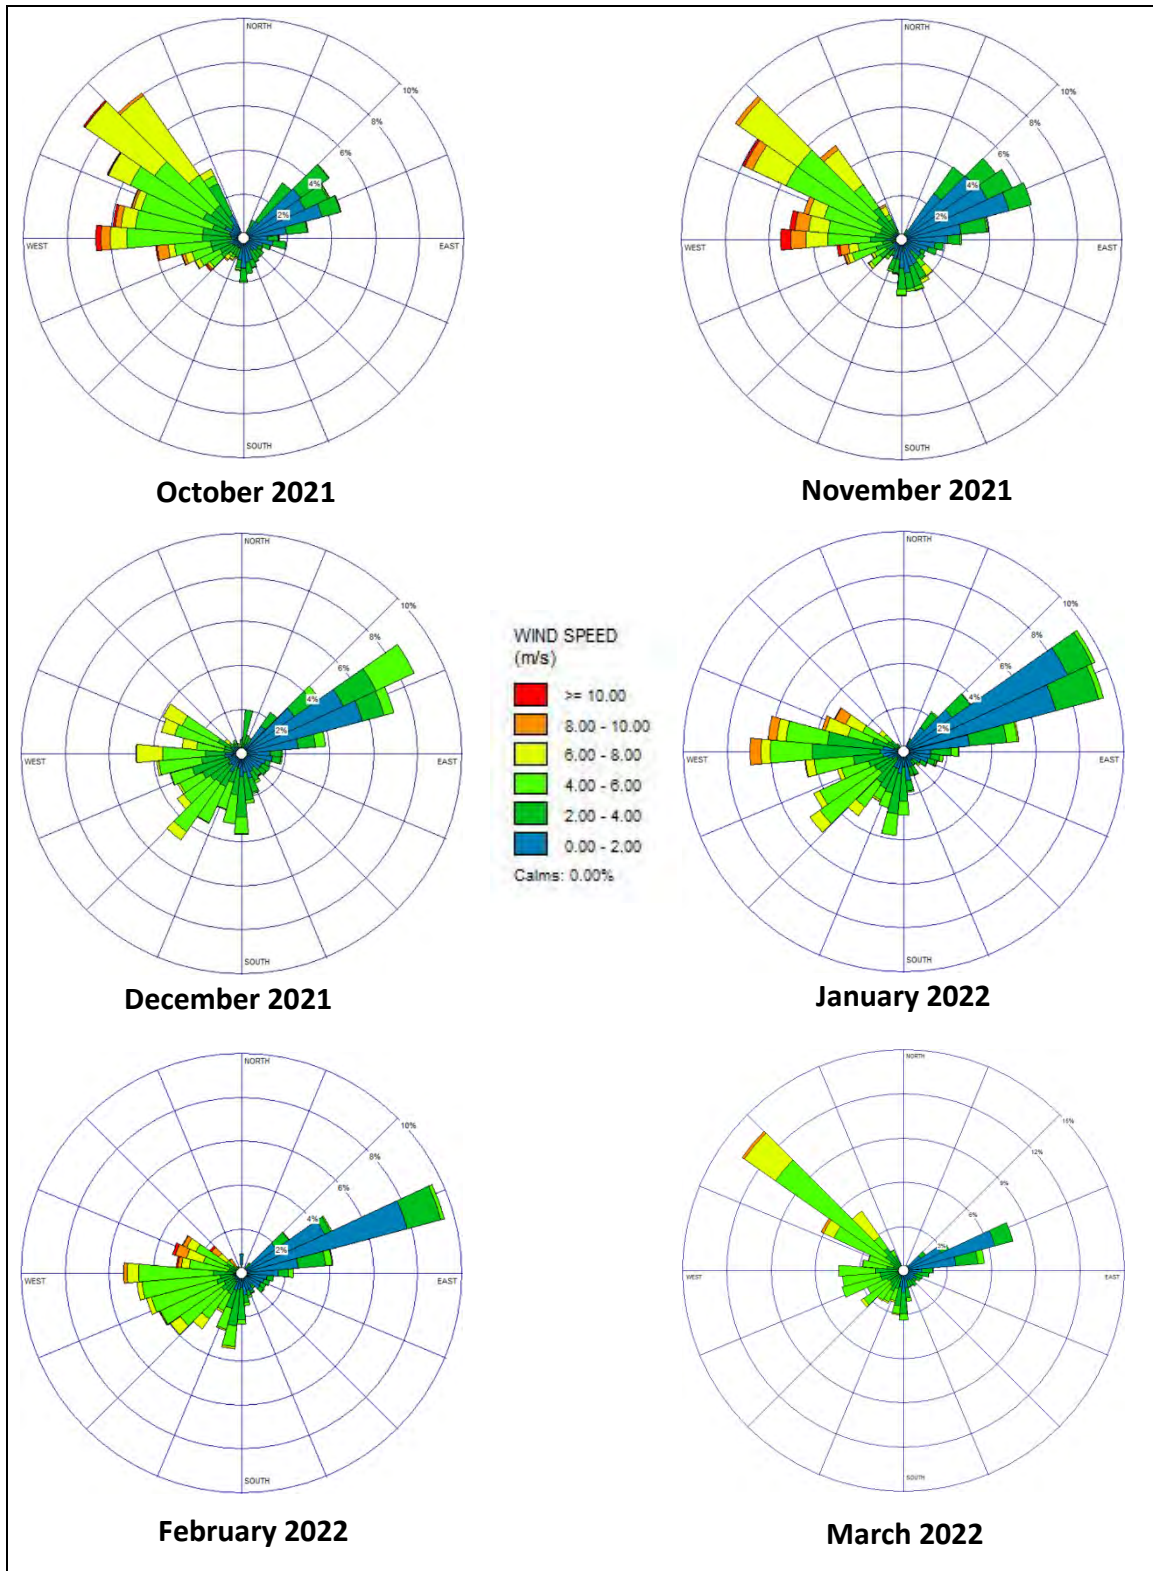 NORTH
10%
8%
6%
4%
2%
WEST
EAST
SOUTH
October 2021
NORTH
10%
8%
6%
4%
2%
WEST
EAST
SOUTH
November 2021
NORTH
10%
8%
6%
4%
2%
WEST
EAST
SOUTH
December 2021
WIND SPEED
(m/s)
>= 10.00
8.00 - 10.00
6.00 - 8.00
4.00 - 6.00
2.00 - 4.00
0.00 - 2.00
Calms: 0.00%
NORTH
10%
8%
6%
4%
2%
WEST
EAST
SOUTH
January 2022
NORTH
10%
8%
6%
4%
2%
WEST
EAST
SOUTH
February 2022
NORTH
15%
12%
9%
6%
3%
WEST
EAST
SOUTH
March 2022